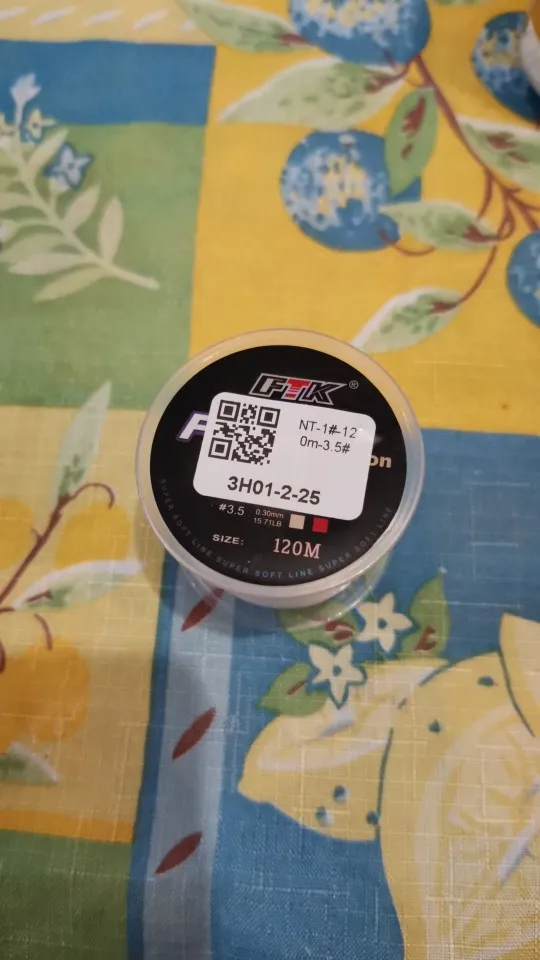 FTK®
NT-1#-12
0m-3.5#
on
3H01-2-25
#3.5
0.30mm
15.71LB
SIZE: 120M
SUPER SOFT LINE SUPER SOFT LINE SUPER SOFT LINE